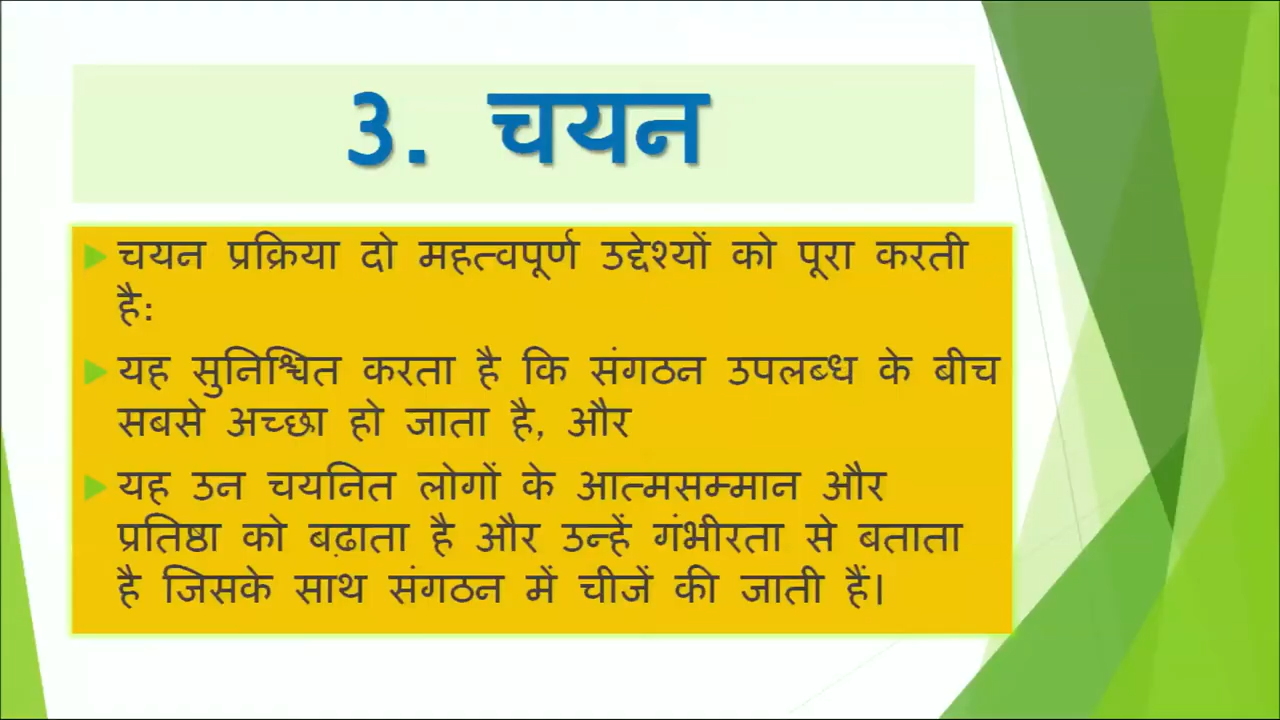 3. चयन
चयन प्रक्रिया दो महत्वपूर्ण उद्देश्यों को पूरा करती
है:
यह सुनिश्चित करता है कि संगठन उपलब्ध के बीच
सबसे अच्छा हो जाता है, और
यह उन चयनित लोगों के आत्मसम्मान और
प्रतिष्ठा को बढ़ाता है और उन्हें गंभीरता से बताता
है जिसके साथ संगठन में चीजें की जाती हैं।